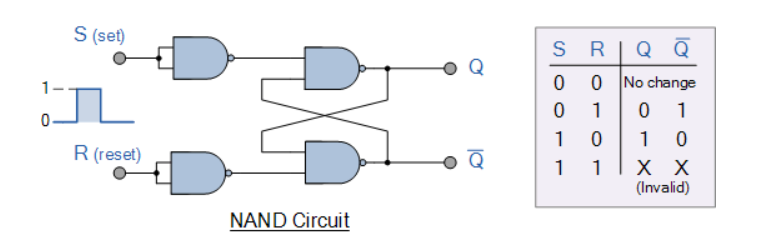 S (set)
Q
1
0
R (reset)
Q̅
NAND Circuit
S R Q Q̅
0 0 No change
0 1 0 1
1 0 1 0
1 1 X X
(Invalid)